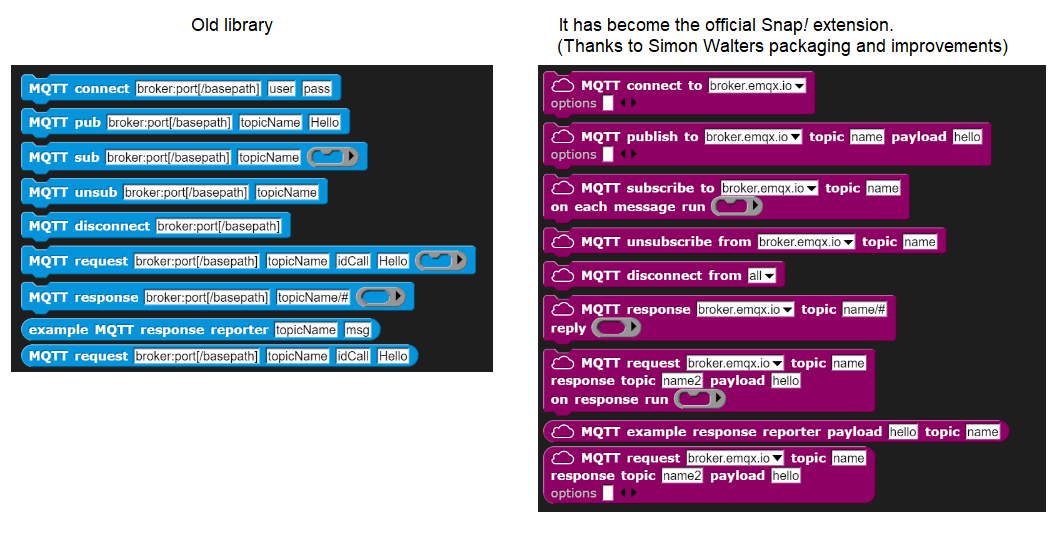 Old library
MQTT connect broker:port[/basepath] user pass
MQTT pub broker:port[/basepath] topicName Hello
MQTT sub broker:port[/basepath] topicName
MQTT unsub broker:port[/basepath] topicName
MQTT disconnect broker:port[/basepath]
MQTT request broker:port[/basepath] topicName idCall Hello
MQTT response broker:port[/basepath] topicName/#
example MQTT response reporter topicName msg
MQTT request broker:port[/basepath] topicName idCall Hello
It has become the official Snap! extension.
(Thanks to Simon Walters packaging and improvements)
MQTT connect to broker.emqx.io
options
MQTT publish to broker.emqx.io topic name payload hello
options
MQTT subscribe to broker.emqx.io topic name
on each message run
MQTT unsubscribe from broker.emqx.io topic name
MQTT disconnect from all
MQTT response broker.emqx.io topic name/#
reply
MQTT request broker.emqx.io topic name
response topic name2 payload hello
on response run
MQTT example response reporter payload hello topic name
MQTT request broker.emqx.io topic name
response topic name2 payload hello
options